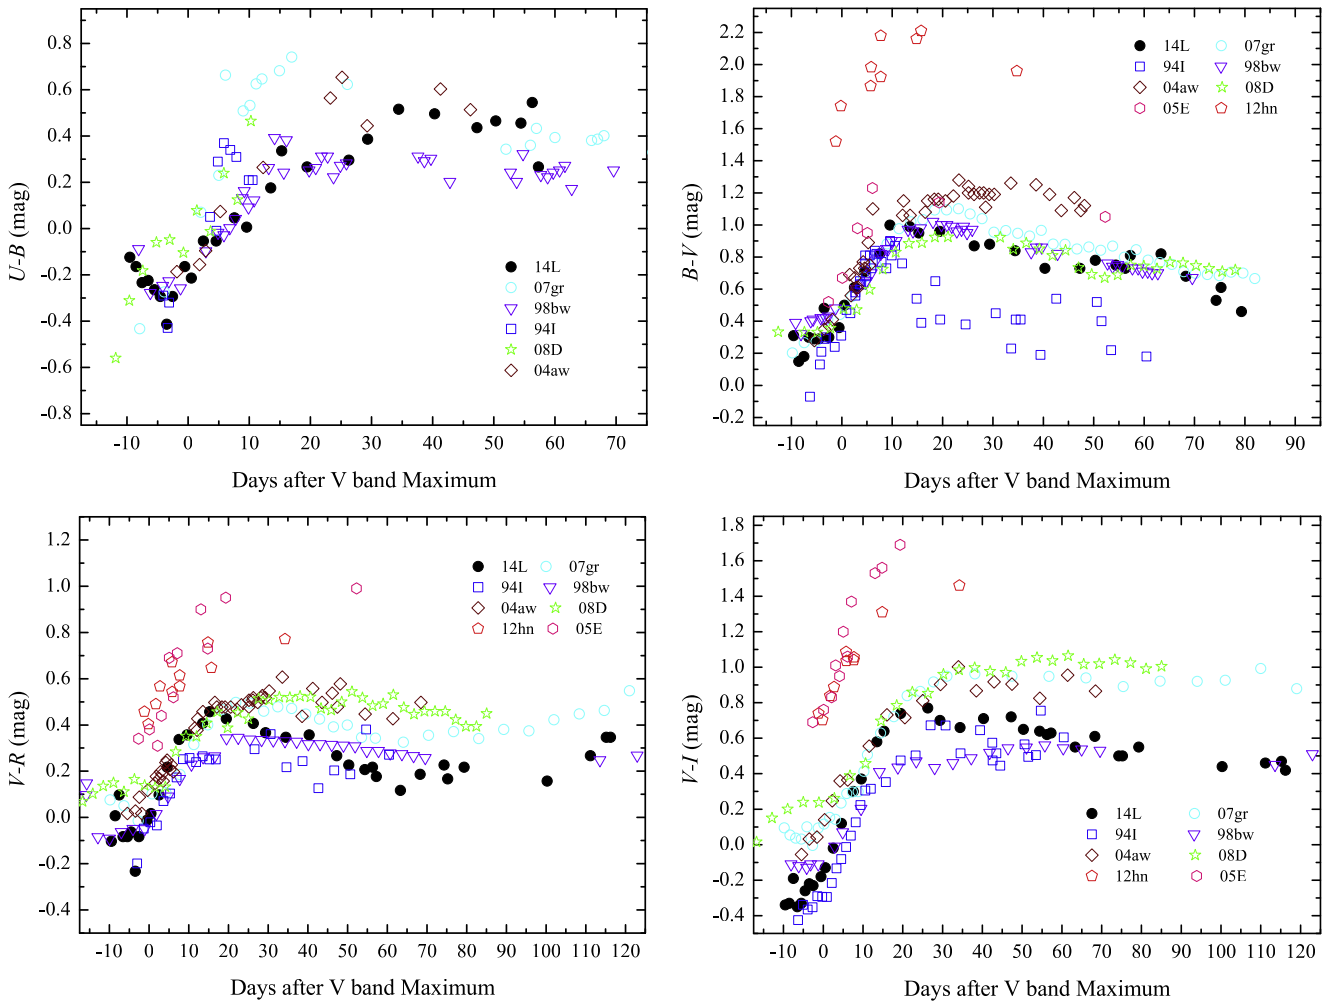 0.8
0.6
0.4
0.2
0.0
-0.2
-0.4
-0.6
-0.8
U-B (mag)
14L
07gr
98bw
94I
08D
04aw
-10 0 10 20 30 40 50 60 70
Days after V band Maximum
2.2
2.0
1.8
1.6
1.4
1.2
1.0
0.8
0.6
0.4
0.2
0.0
-0.2
B-V (mag)
14L 07gr
94I 98bw
04aw 08D
05E 12hn
-10 0 10 20 30 40 50 60 70 80 90
Days after V band Maximum
1.2
1.0
0.8
0.6
0.4
0.2
0.0
-0.2
-0.4
V-R (mag)
14L 07gr
94I 98bw
04aw 08D
12hn 05E
-10 0 10 20 30 40 50 60 70 80 90 100 110 120
Days after V band Maximum
1.8
1.6
1.4
1.2
1.0
0.8
0.6
0.4
0.2
0.0
-0.2
-0.4
V-I (mag)
14L 07gr
94I 98bw
04aw 08D
12hn 05E
-10 0 10 20 30 40 50 60 70 80 90 100 110 120
Days after V band Maximum